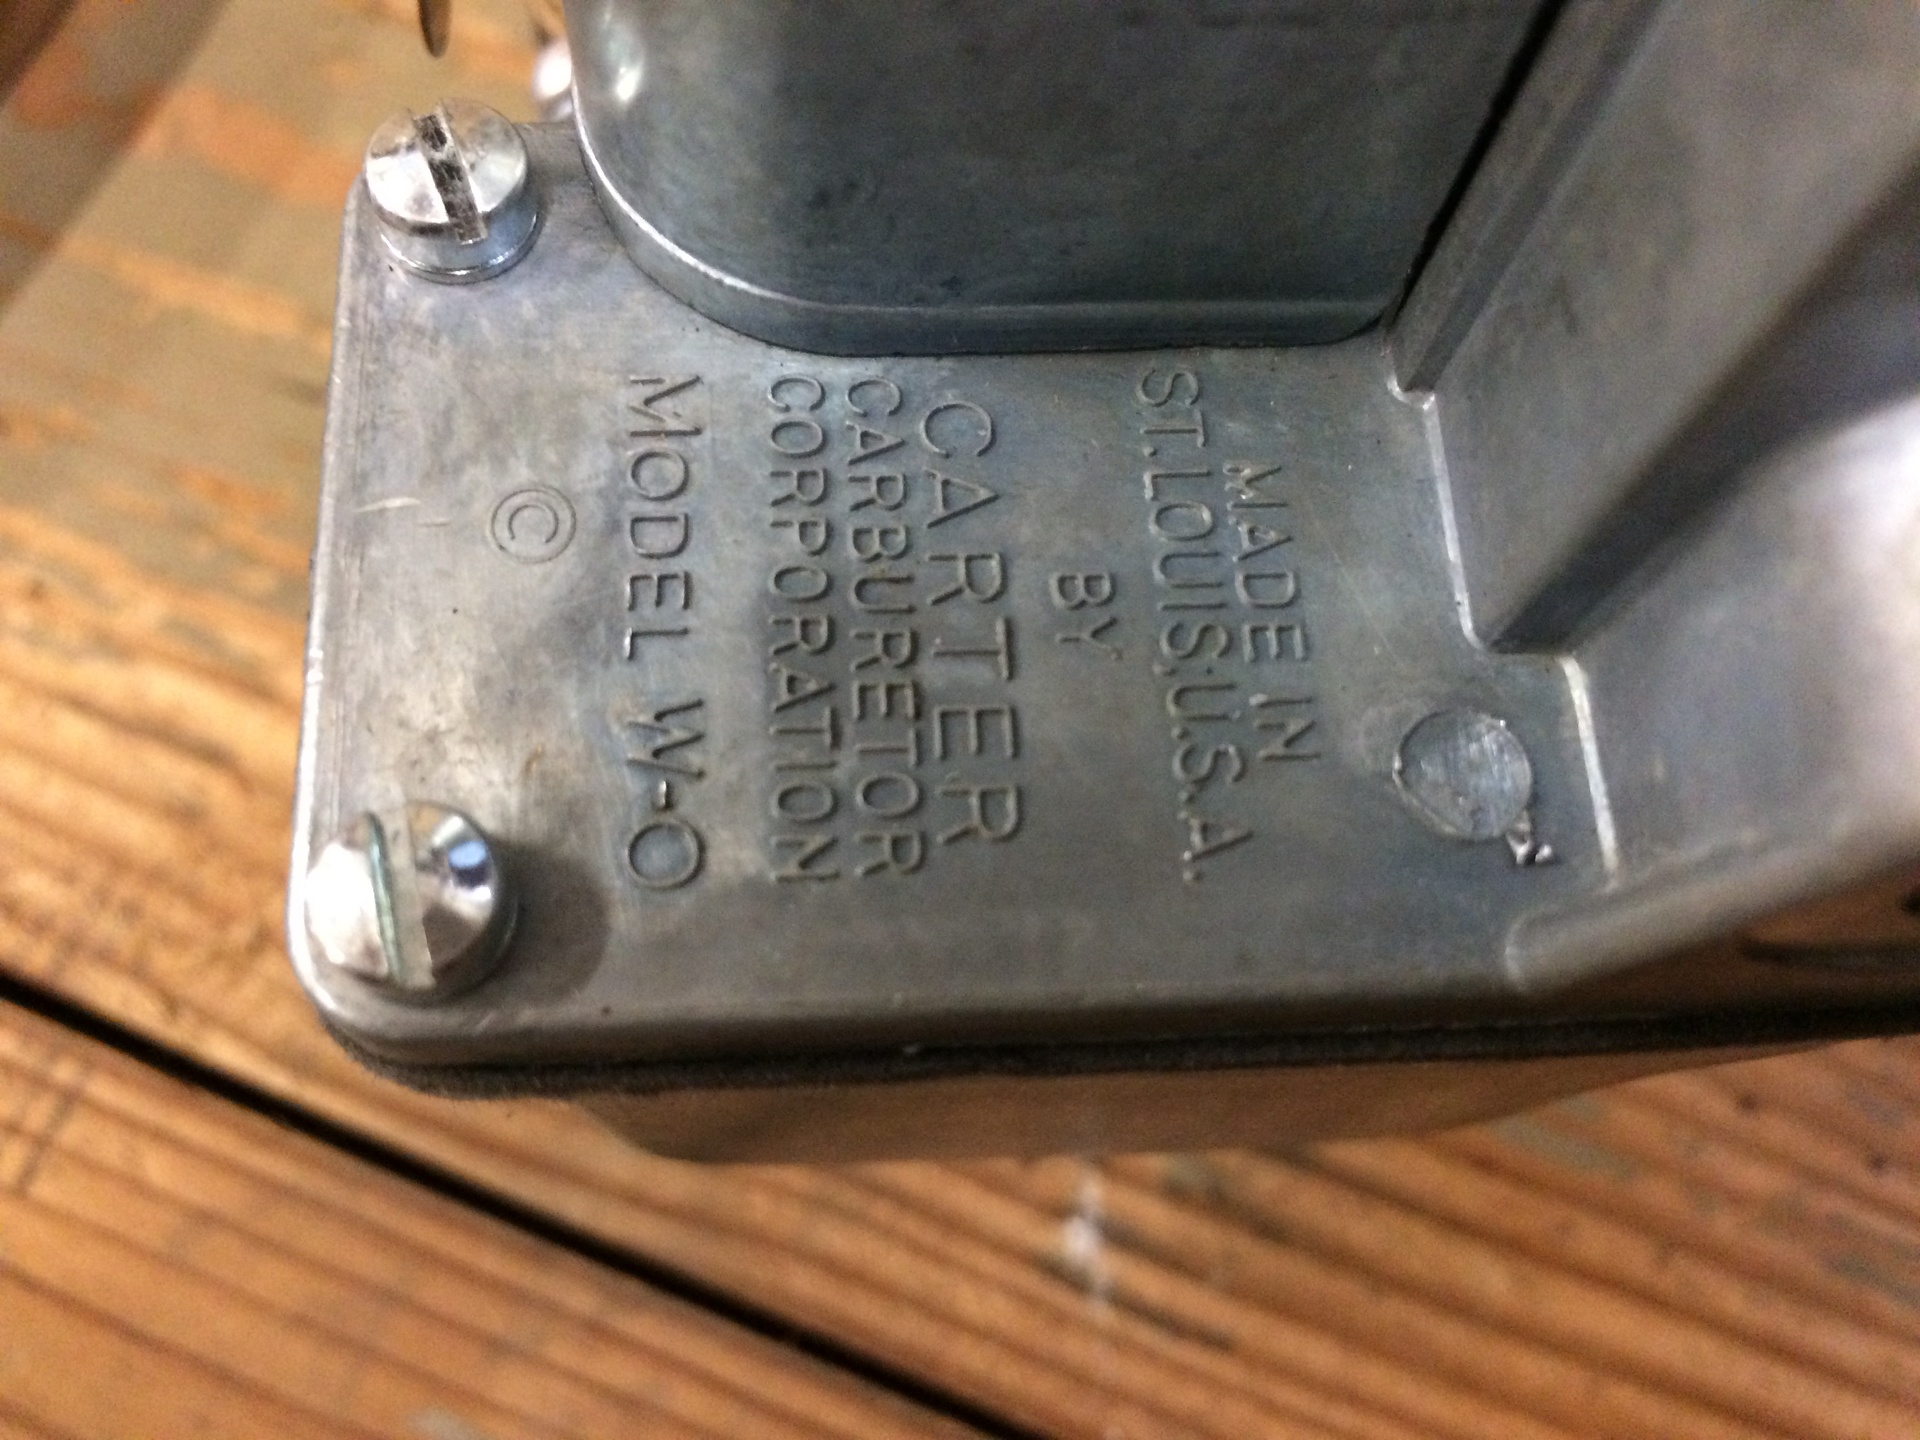 MADE IN
ST. LOUIS, U.S.A.
BY
CARTER
CARBURETOR
CORPORATION
MODEL W-O
©